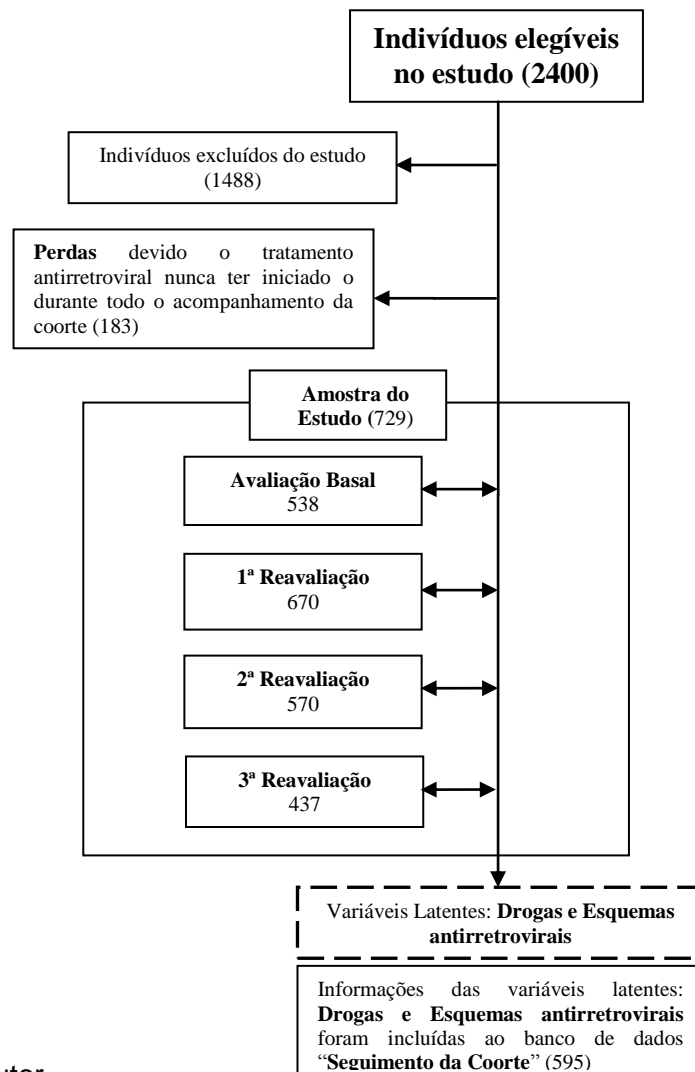 Indivíduos elegíveis
no estudo (2400)
Indivíduos excluídos do estudo
(1488)
Perdas devido o tratamento
antirretroviral nunca ter iniciado o
durante todo o acompanhamento da
coorte (183)
Amostra do
Estudo (729)
Avaliação Basal
538
1ª Reavaliação
670
2ª Reavaliação
570
3ª Reavaliação
437
Variáveis Latentes: Drogas e Esquemas
antirretrovirais
Informações das variáveis latentes:
Drogas e Esquemas antirretrovirais
foram incluídas ao banco de dados
“Seguimento da Coorte” (595)